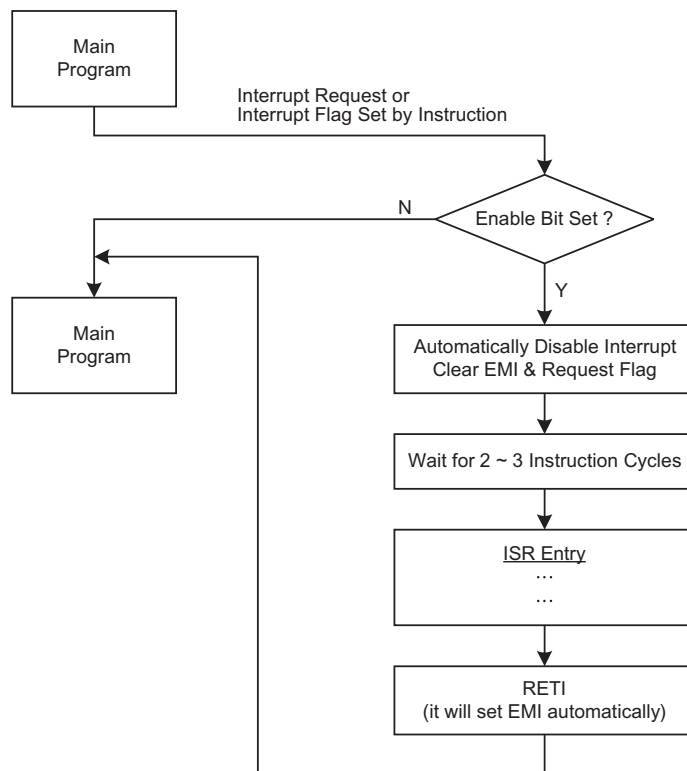 Main
Program
Interrupt Request or
Interrupt Flag Set by Instruction
Enable Bit Set ?
N
Y
Main
Program
Automatically Disable Interrupt
Clear EMI & Request Flag
Wait for 2 ~ 3 Instruction Cycles
ISR Entry
...
...
RETI
(it will set EMI automatically)